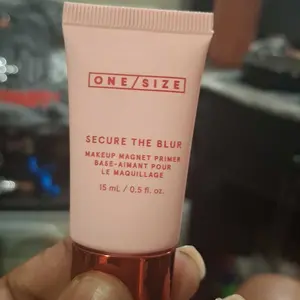 ONE/SIZE
SECURE THE BLUR
MAKEUP MAGNET PRIMER
BASE-AIMANT POUR
LE MAQUILLAGE
15 mL / 0.5 fl. oz.